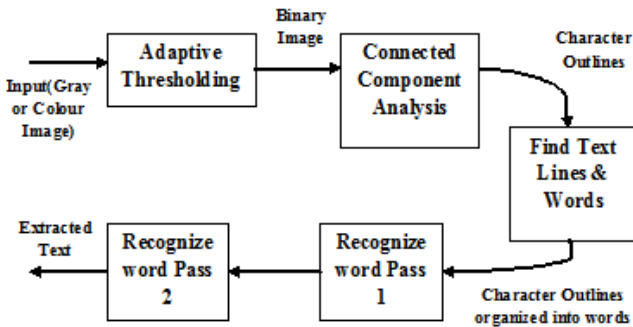 Binary
Image
Adaptive
Thresholding
Connected
Component
Analysis
Character
Outlines
Input(Gray
or Colour
Image)
Find Text
Lines &
Words
Extracted
Text
Recognize
word Pass
2
Recognize
word Pass
1
Character Outlines
organized into words